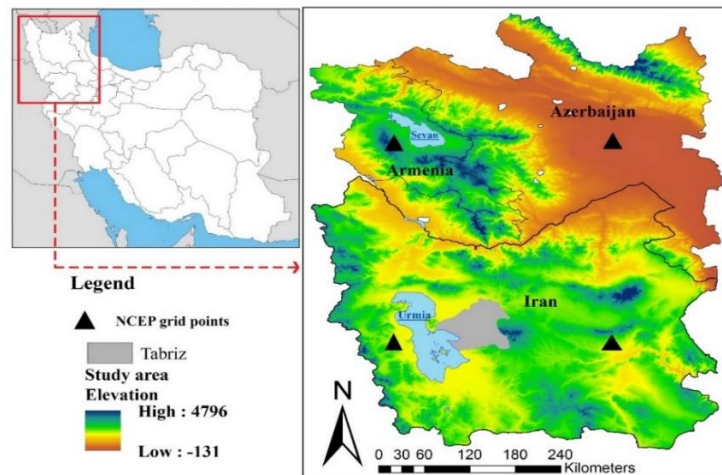 Legend
NCEP grid points
Tabriz
Study area
Elevation
High : 4796
Low : -131
Sevan
Armenia
Azerbaijan
Iran
Urmia
N
0 30 60 120 180 240
Kilometers